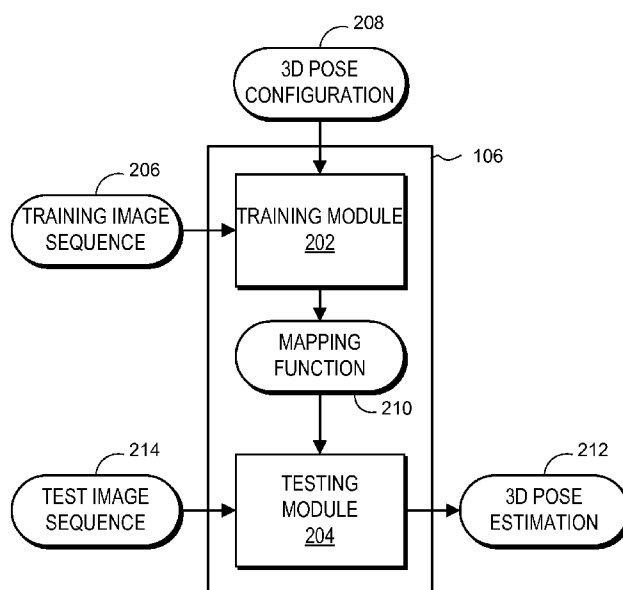 208
3D POSE
CONFIGURATION
106
206
TRAINING IMAGE
SEQUENCE
TRAINING MODULE
202
MAPPING
FUNCTION
210
214
TEST IMAGE
SEQUENCE
TESTING
MODULE
204
212
3D POSE
ESTIMATION